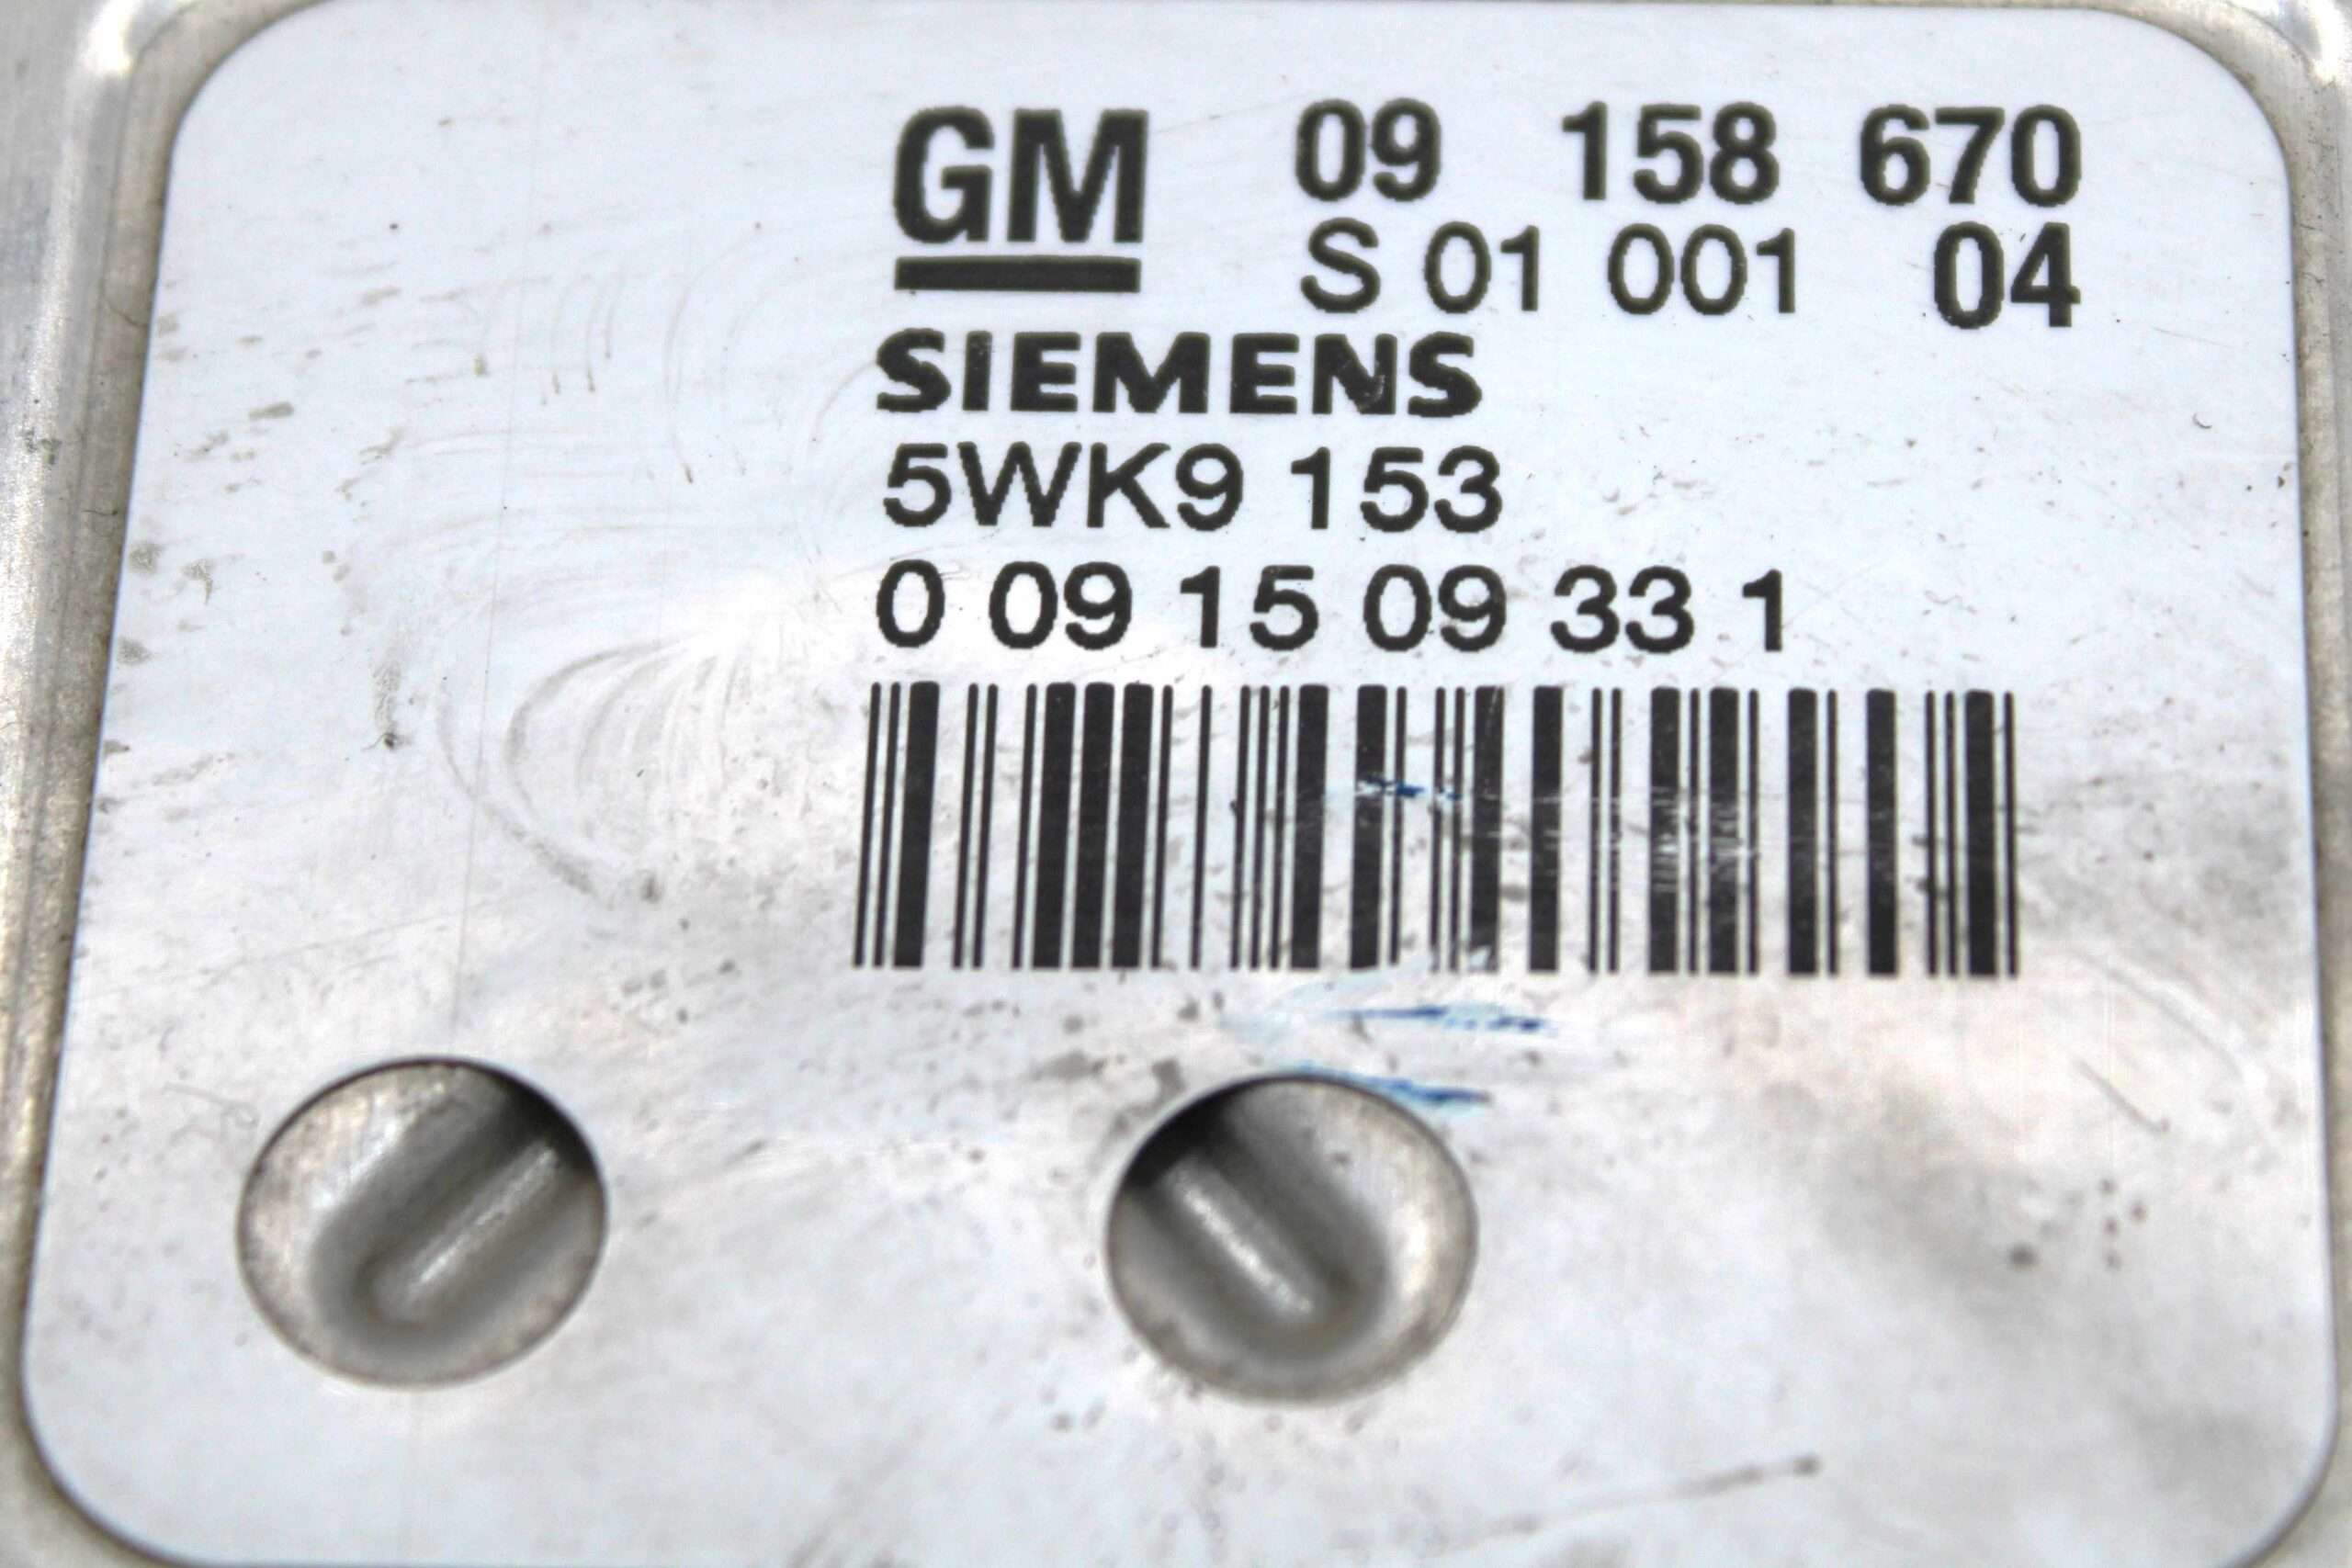 GM 09 158 670
S 01 001 04
SIEMENS
5WK9 153
0 09 15 09 33 1